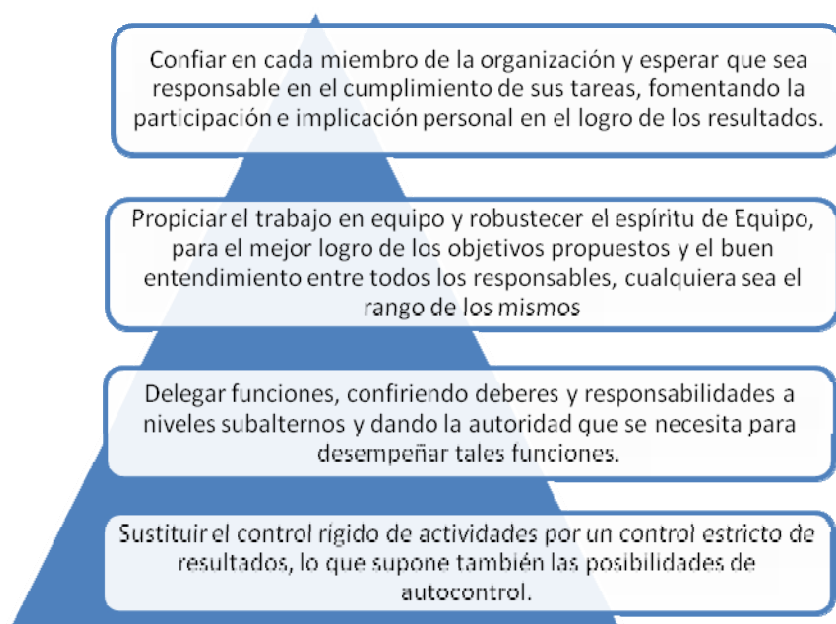 Confiar en cada miembro de la organización y esperar que sea
responsable en el cumplimiento de sus tareas, fomentando la
participación e implicación personal en el logro de los resultados.
Propiciar el trabajo en equipo y robustecer el espíritu de Equipo,
para el mejor logro de los objetivos propuestos y el buen
entendimiento entre todos los responsables, cualquiera sea el
rango de los mismos
Delegar funciones, confiriendo deberes y responsabilidades a
niveles subalternos y dando la autoridad que se necesita para
desempeñar tales funciones.
Sustituir el control rígido de actividades por un control estricto de
resultados, lo que supone también las posibilidades de
autocontrol.